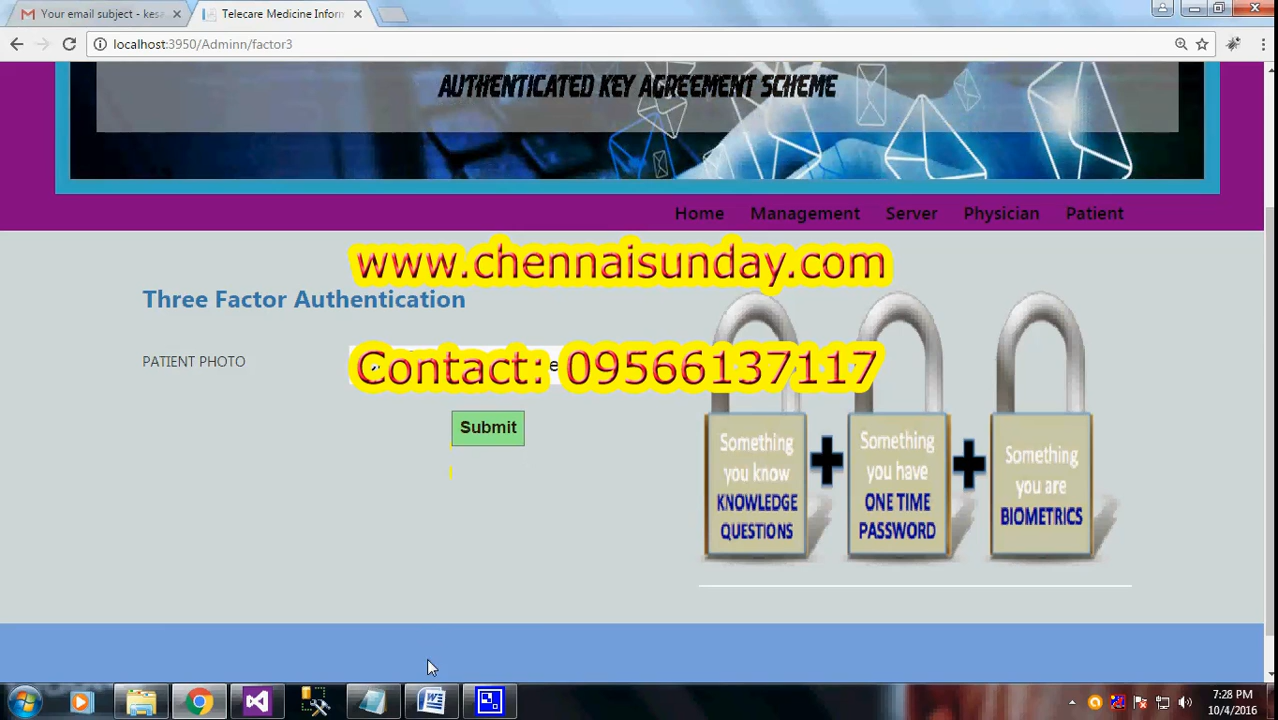 Your email subject - kesa
Telecare Medicine Inforn
localhost:3950/Adminn/factor3
AUTHENTICATED KEY AGREEMENT SCHEME
Home Management Server Physician Patient
www.chennaisunday.com
Three Factor Authentication
PATIENT PHOTO
Contact: 09566137117
Submit
Something
you know
KNOWLEDGE
QUESTIONS
Something
you have
ONE TIME
PASSWORD
Something
you are
BIOMETRICS
7:28 PM
10/4/2016